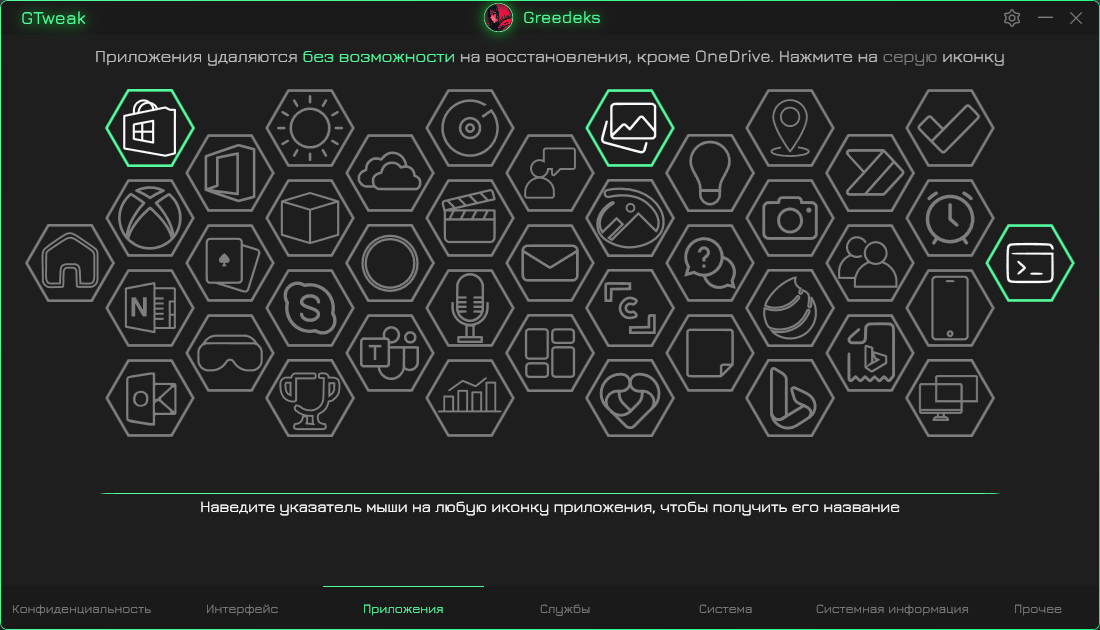 GTweak
Greedeks
Приложения удаляются без возможности на восстановления, кроме OneDrive. Нажмите на серую иконку
N
S
T
O
Наведите указатель мыши на любую иконку приложения, чтобы получить его название
Конфиденциальность Интерфейс Приложения Службы Система Системная информация Прочее